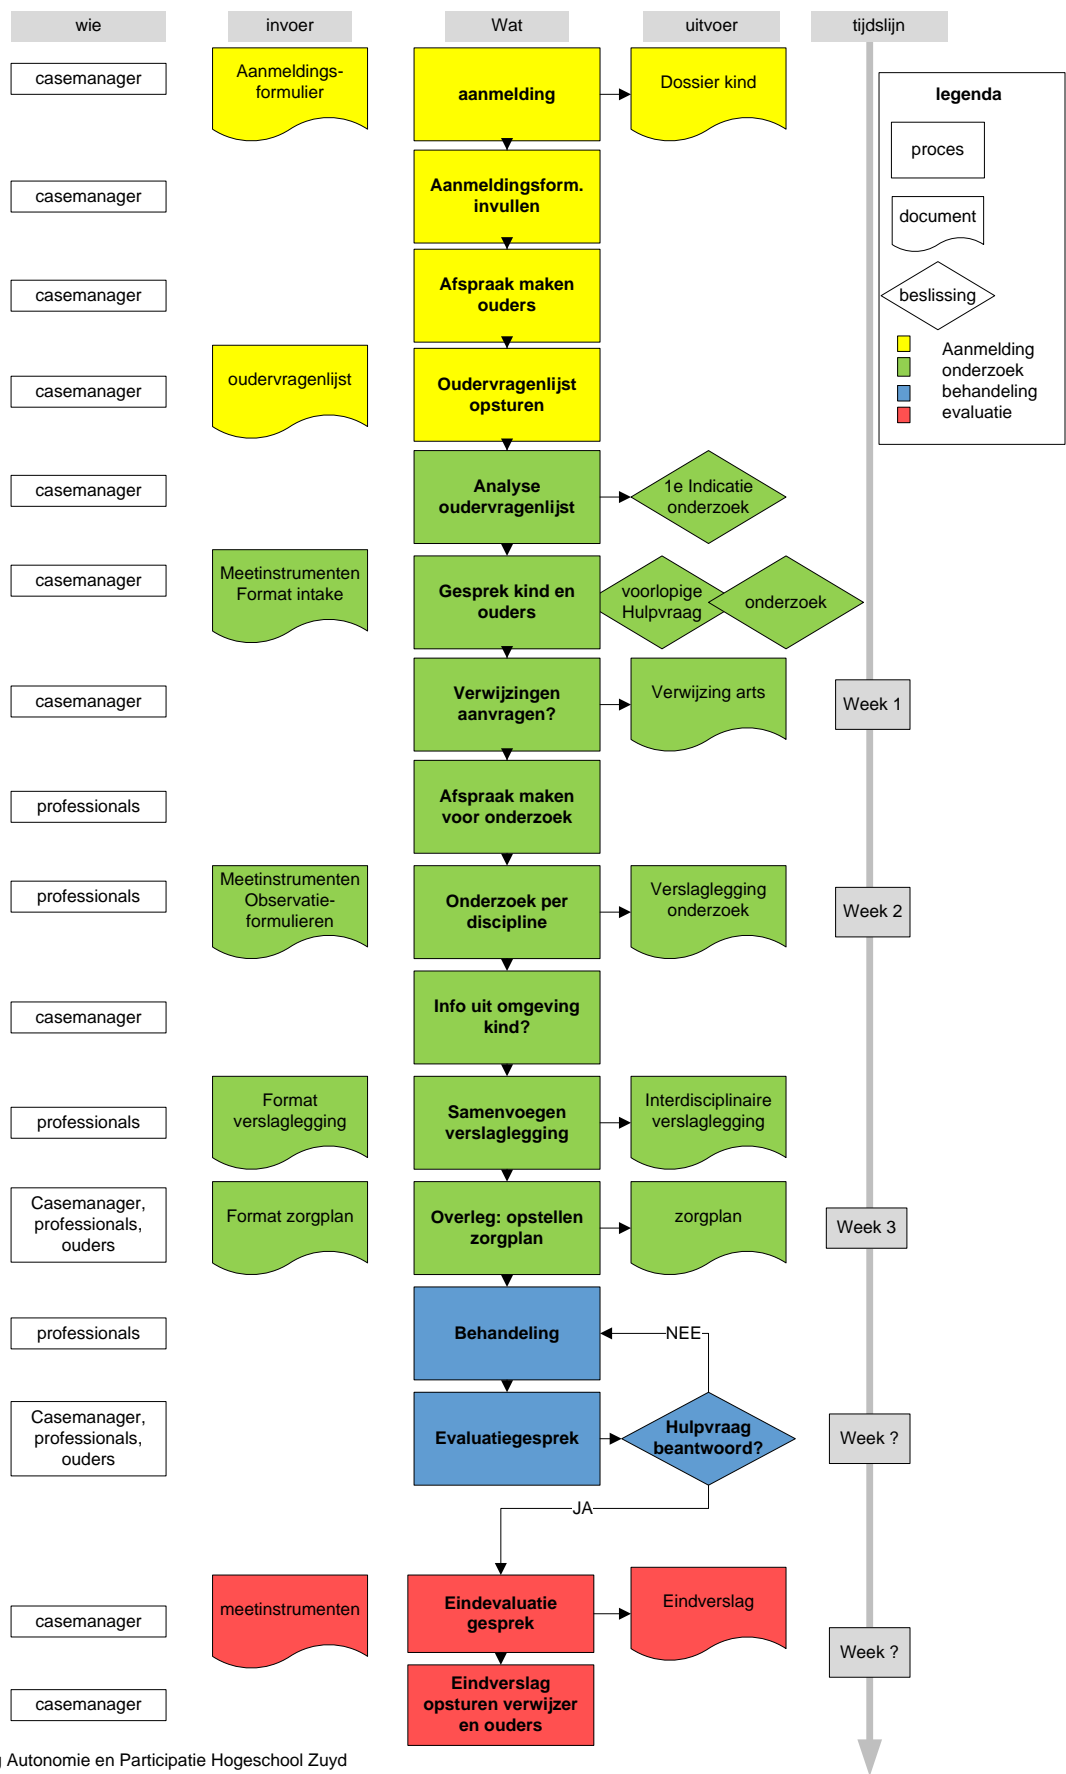 wie
invoer
Wat
uitvoer
tijdslijn
casemanager
Aanmeldings-
formulier
aanmelding
Dossier kind
legenda
proces
document
beslissing
Aanmelding
onderzoek
behandeling
evaluatie
casemanager
Aanmeldingsform.
invullen
casemanager
Afspraak maken
ouders
casemanager
oudervragenlijst
Oudervragenlijst
opsturen
casemanager
Analyse
oudervragenlijst
1e Indicatie
onderzoek
casemanager
Meetinstrumenten
Format intake
Gesprek kind en
ouders
voorlopige
Hulpvraag
onderzoek
casemanager
Verwijzingen
aanvragen?
Verwijzing arts
Week 1
professionals
Afspraak maken
voor onderzoek
professionals
Meetinstrumenten
Observatie-
formulieren
Onderzoek per
discipline
Verslaglegging
onderzoek
Week 2
casemanager
Info uit omgeving
kind?
professionals
Format
verslaglegging
Samenvoegen
verslaglegging
Interdisciplinaire
verslaglegging
Casemanager,
professionals,
ouders
Format zorgplan
Overleg: opstellen
zorgplan
zorgplan
Week 3
professionals
Behandeling
NEE
Casemanager,
professionals,
ouders
Evaluatiegesprek
Hulpvraag
beantwoord?
Week ?
JA
casemanager
meetinstrumenten
Eindevaluatie
gesprek
Eindverslag
Week ?
casemanager
Eindverslag
opsturen verwijzer
en ouders
g Autonomie en Participatie Hogeschool Zuyd